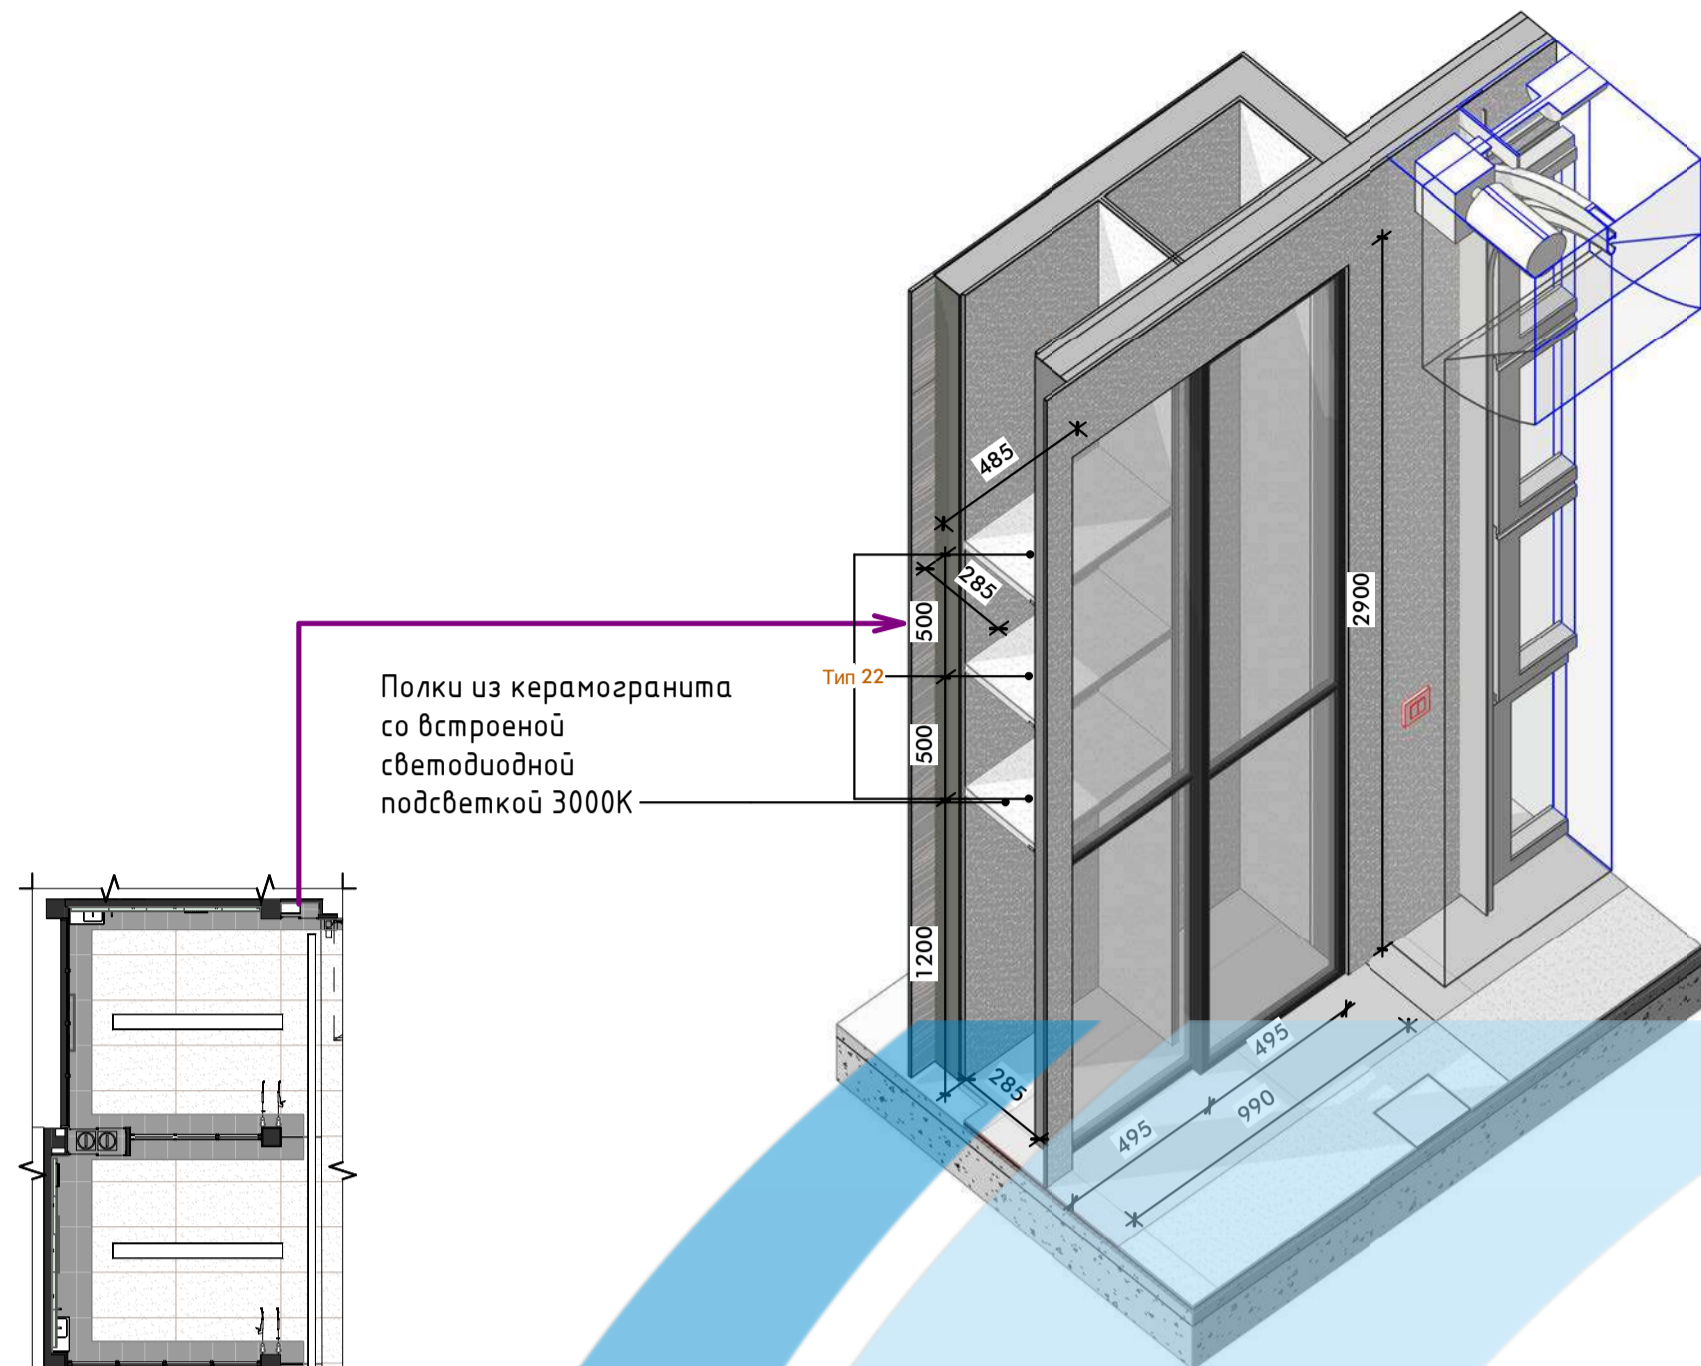 485
285
500
Тип 22
2900
Полки из керамогранита
со встроеной
светодиодной
подсветкой 3000К
500
1200
285
495
990
495